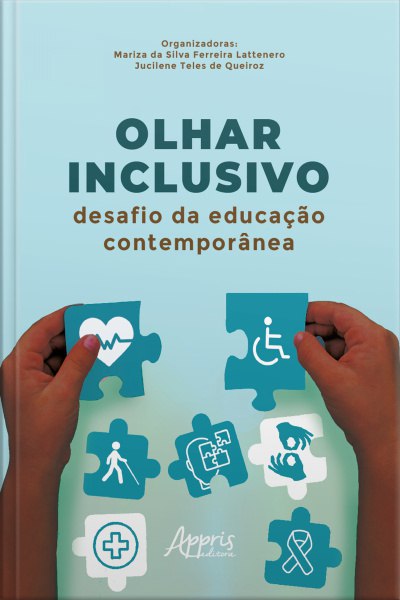 Organizadoras:
Mariza da Silva Ferreira Lattenero
Jucilene Teles de Queiroz
OLHAR
INCLUSIVO
desafio da educação
contemporânea
Appris
editora